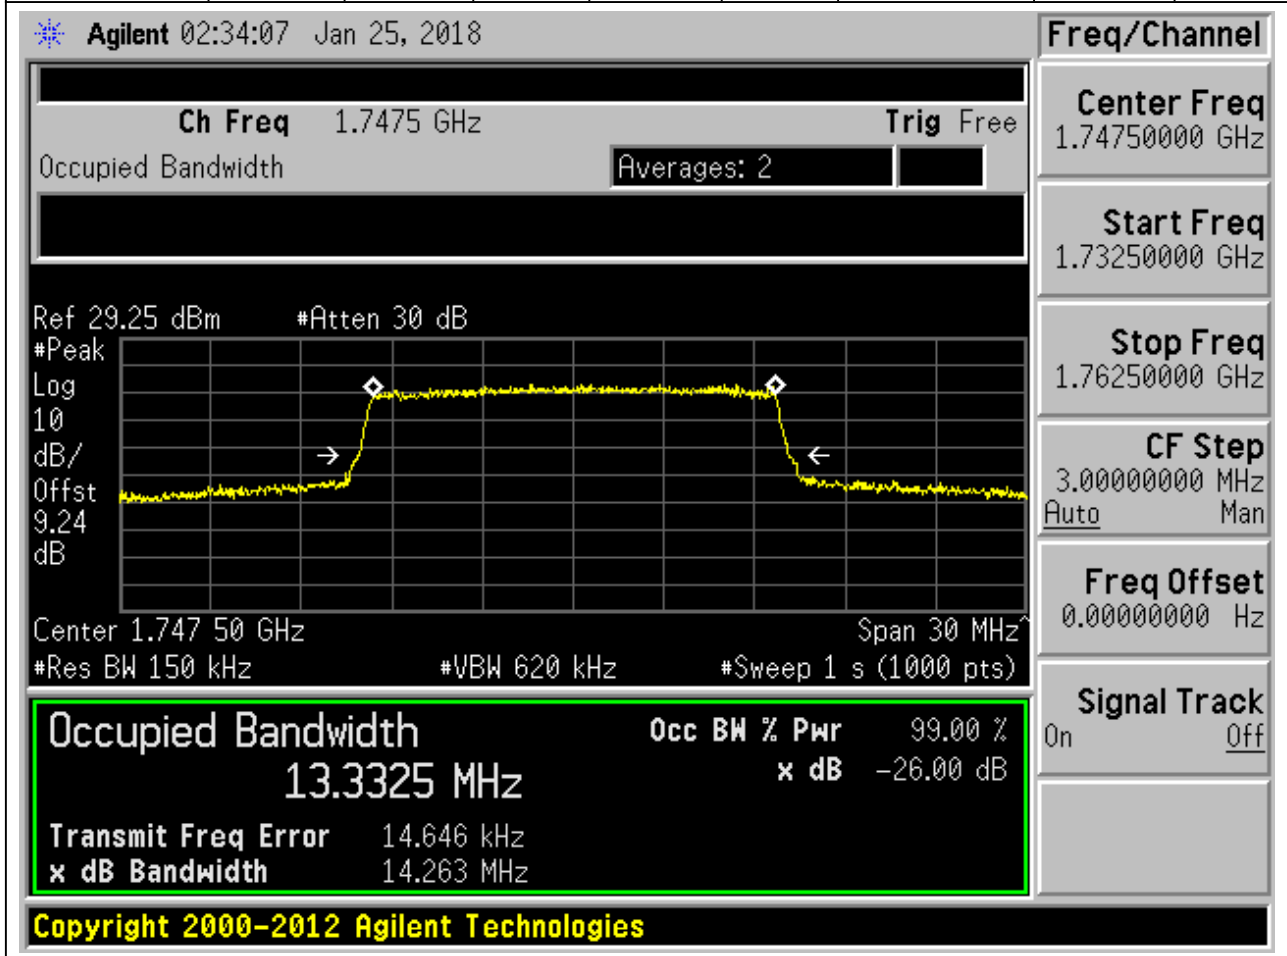 Agilent 02:34:07 Jan 25, 2018
Freq/Channel
Ch Freq 1.7475 GHz Trig Free
Occupied Bandwidth Averages: 2
Ref 29.25 dBm #Atten 30 dB
#Peak
Log
10
dB/
Offst
9.24
dB
Center 1.747 50 GHz Span 30 MHz^
#Res BW 150 kHz #VBW 620 kHz #Sweep 1 s (1000 pts)
Occupied Bandwidth Occ BW % Pwr 99.00 %
13.3325 MHz x dB -26.00 dB
Transmit Freq Error 14.646 kHz
x dB Bandwidth 14.263 MHz
Center Freq
1.74750000 GHz
Start Freq
1.73250000 GHz
Stop Freq
1.76250000 GHz
CF Step
3.00000000 MHz
Auto Man
Freq Offset
0.00000000 Hz
Signal Track
On Off
Copyright 2000-2012 Agilent Technologies